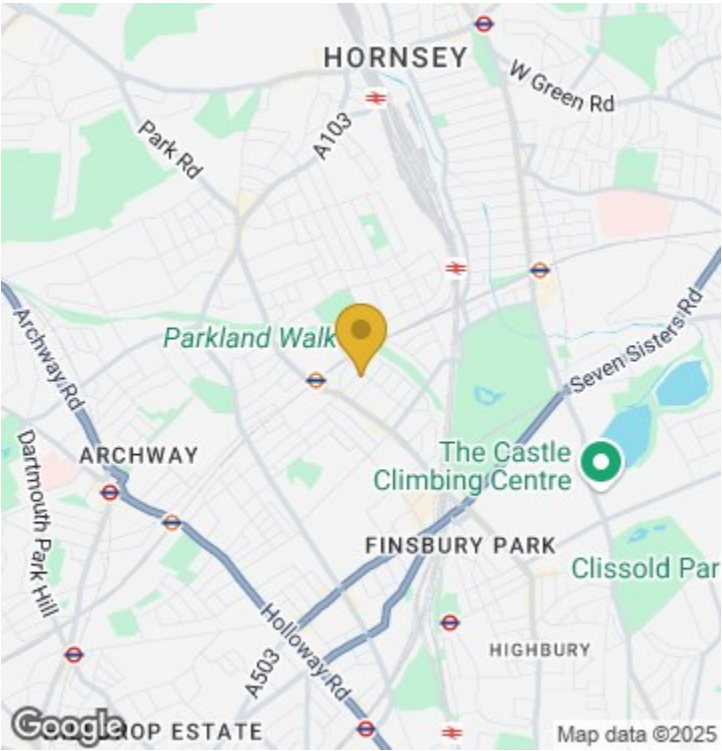 HORNSEY
W Green Rd
A103
Park Rd
Seven Sisters Rd
Archway Rd
Parkland Walk
ARCHWAY
The Castle
Climbing Centre
Dartmouth Park Hill
FINSBURY PARK
Clissold Par
Holloway Rd
A503
HIGHBURY
Google
DROP ESTATE
Map data ©2025